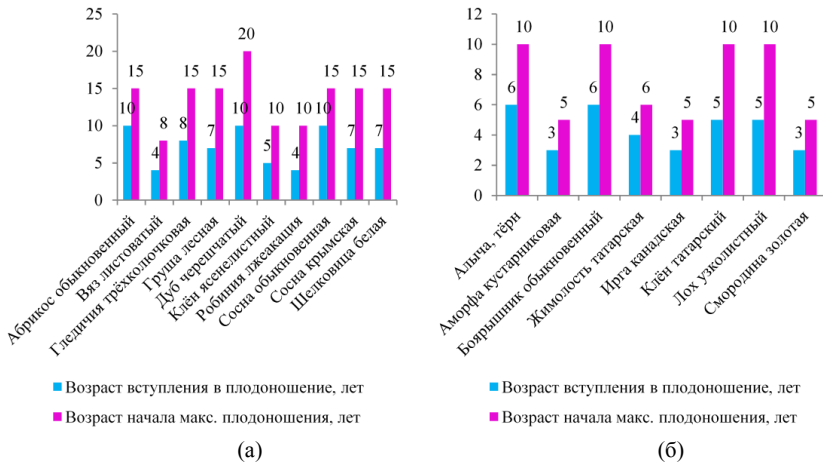 25
20
15
10
5
0
10 15 4 8 8 15 7 15 10 20 5 10 4 10 10 15 7 15 7 15
Абрикос обыкновенный
Вяз листоватый
Гледичия трёхколючковая
Груша лесная
Дуб черешчатый
Клён ясенелистный
Робиния лжеакация
Сосна обыкновенная
Сосна крымская
Шелковица белая
Возраст вступления в плодоношение, лет
Возраст начала макс. плодоношения, лет
(а)
12
10
8
6
4
2
0
6 10 3 5 6 10 4 6 3 5 5 10 5 10 3 5
Алыча, тёрн
Аморфа кустарниковая
Боярышник обыкновенный
Жимолость татарская
Ирга канадская
Клён татарский
Лох узколистный
Смородина золотая
Возраст вступления в плодоношение, лет
Возраст начала макс. плодоношения, лет
(б)